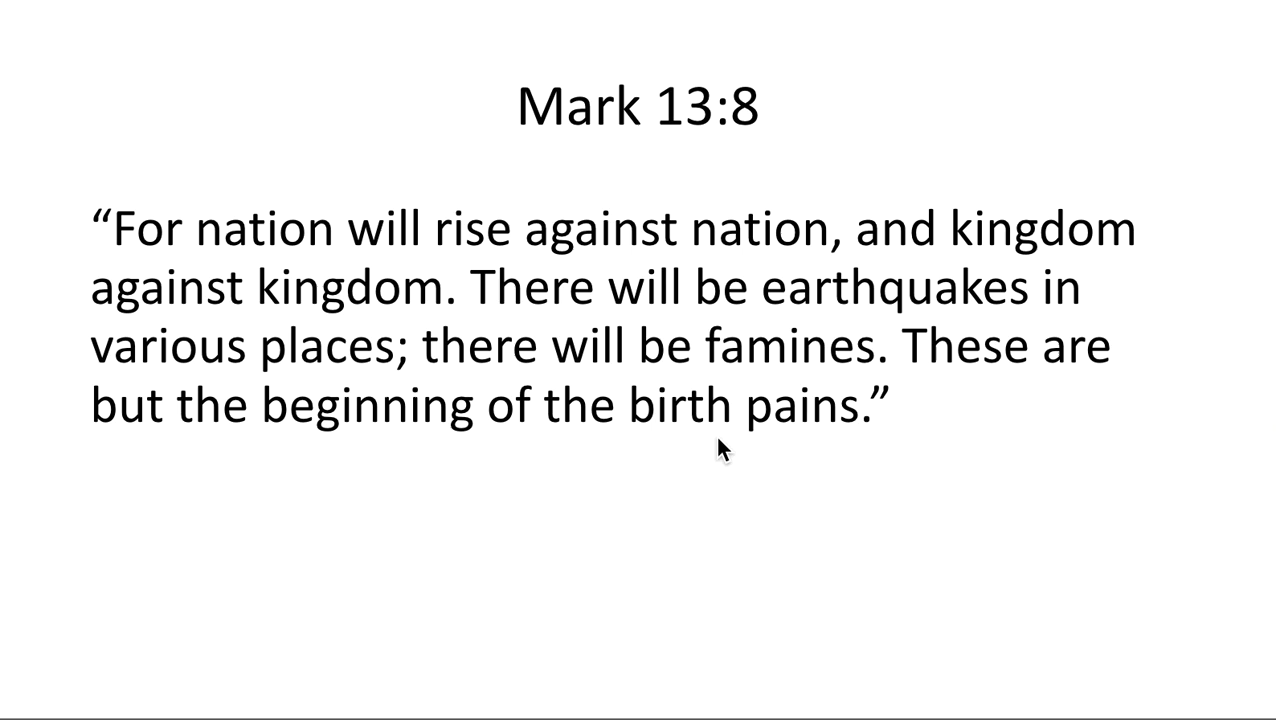 Mark 13:8
“For nation will rise against nation, and kingdom
against kingdom. There will be earthquakes in
various places; there will be famines. These are
but the beginning of the birth pains.”